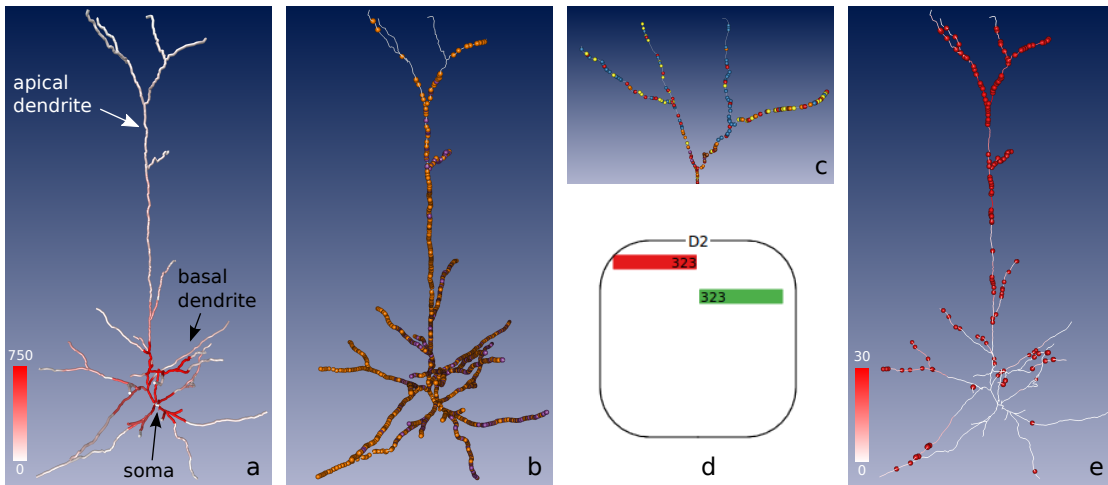 apical
dendrite
basal
dendrite
750
0
soma
a
b
c
D2
323
323
d
30
0
e